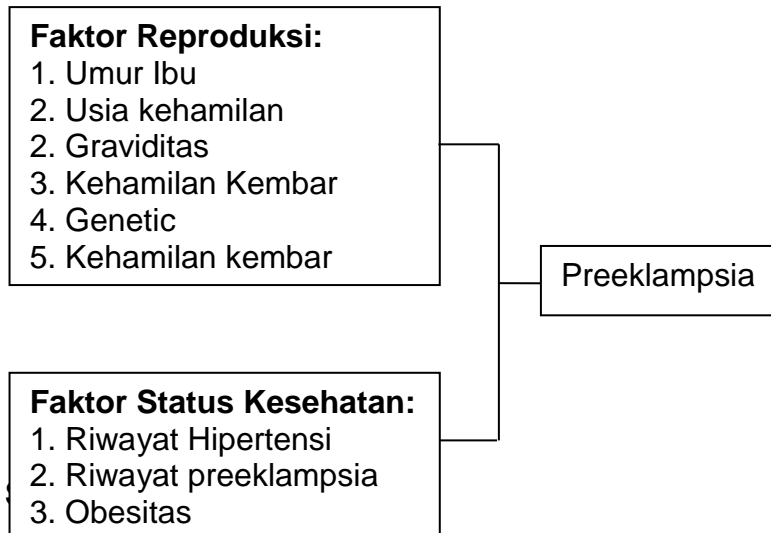 Faktor Reproduksi:
1. Umur Ibu
2. Usia kehamilan
2. Graviditas
3. Kehamilan Kembar
4. Genetic
5. Kehamilan kembar
Preeklampsia
Faktor Status Kesehatan:
1. Riwayat Hipertensi
2. Riwayat preeklampsia
3. Obesitas